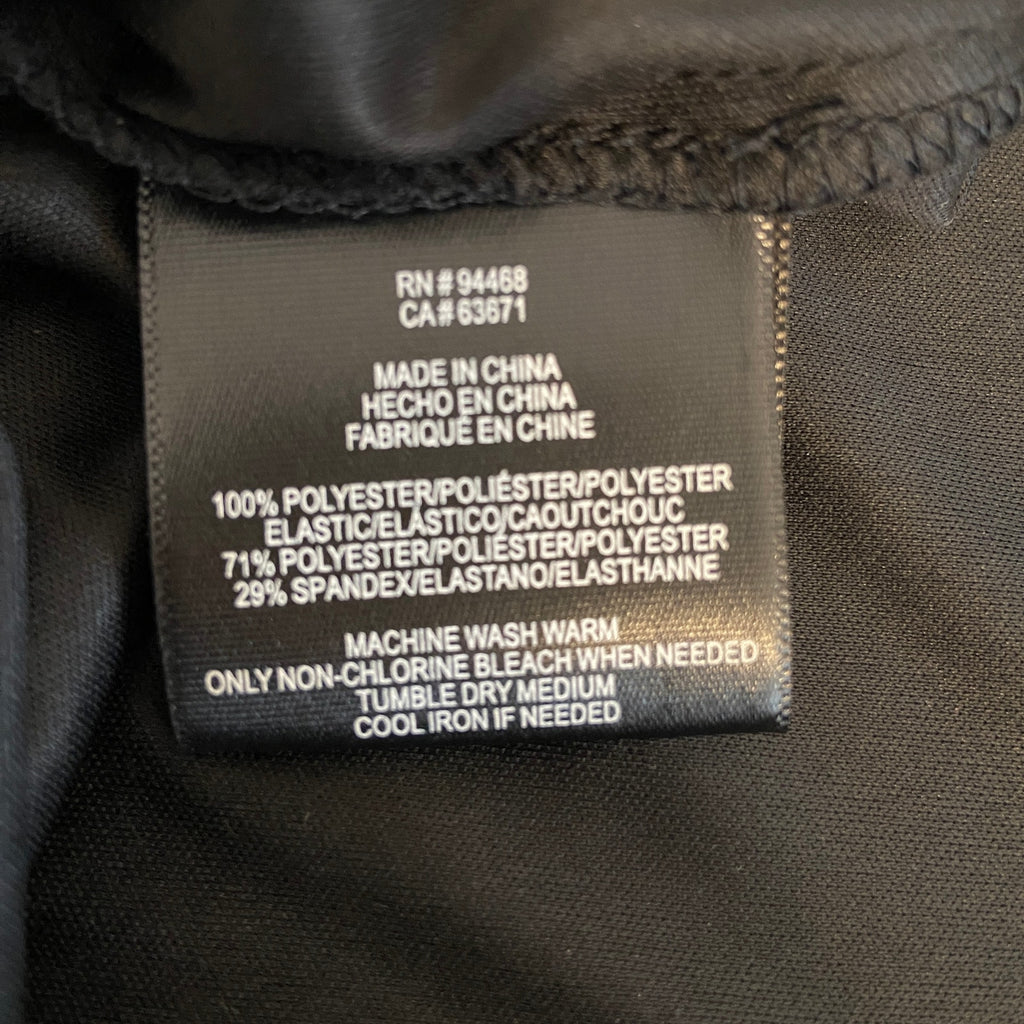 RN # 94468
CA# 63671
MADE IN CHINA
HECHO EN CHINA
FABRIQUÉ EN CHINE
100% POLYESTER/POLIÉSTER/POLYESTER
ELASTIC/ELÁSTICO/CAOUTCHOUC
71% POLYESTER/POLIÉSTER/POLYESTER
29% SPANDEX/ELASTANO/ELASTHANNE
MACHINE WASH WARM
ONLY NON-CHLORINE BLEACH WHEN NEEDED
TUMBLE DRY MEDIUM
COOL IRON IF NEEDED